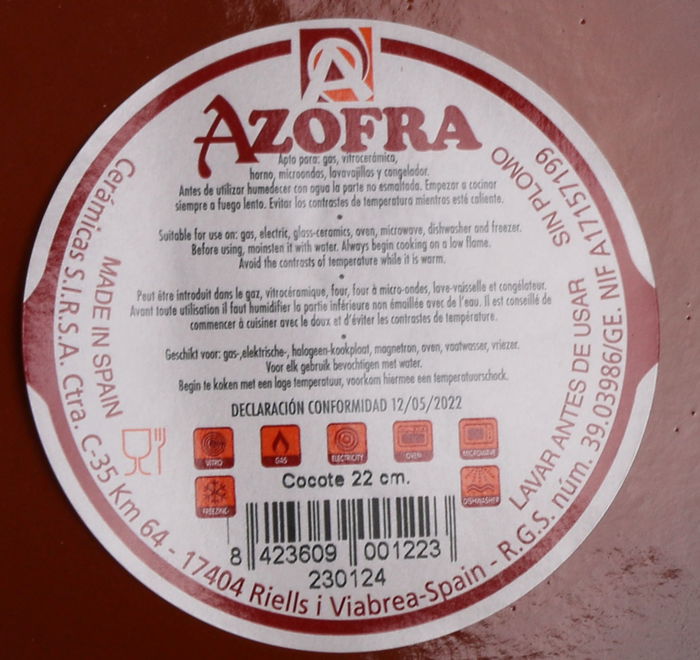 AZOFRA
Apto para: gas, vitrocerámica,
horno, microondas, lavavajillas y congelador.
Antes de utilizar humedecer con agua la parte no esmaltada. Empezar a cocinar
siempre a fuego lento. Evitar los contrastes de temperatura mientras esté caliente.
Suitable for use on: gas, electric, glass-ceramics, oven, microwave, dishwasher and freezer.
Before using, moinsten it with water. Always begin cooking on a low flame.
Avoid the contrasts of temperature while it is warm.
Peut être introduit dans le gaz, vitrocéramique, four, four à micro-ondes, lave-vaisselle et congélateur.
Avant toute utilisation il faut humidifier la partie inférieure non émaillée avec de l'eau. Il est conseillé de
commencer à cuisiner avec le doux et d'éviter les contrastes de température.
Geschikt voor: gas-,elektrische-, halogeen-kookplaat, magnetron, oven, vaatwasser, vriezer.
Voor elk gebruik bevochtigen met water.
Begin te koken met een lage temperatuur, voorkom hiermee een temperatuurschock.
DECLARACIÓN CONFORMIDAD 12/05/2022
VITRO GAS ELECTRICITY OVEN MICROWAVE
FREEZING Cocote 22 cm. DISHWASHER
8 423609 001223
230124
Cerámicas S.I.R.S.A. Ctra. C-35 Km 64 - 17404 Riells i Viabrea-Spain - R.G.S. núm. 39.03986/GE. NIF A17157199
MADE IN SPAIN
LAVAR ANTES DE USAR
SIN PLOMO